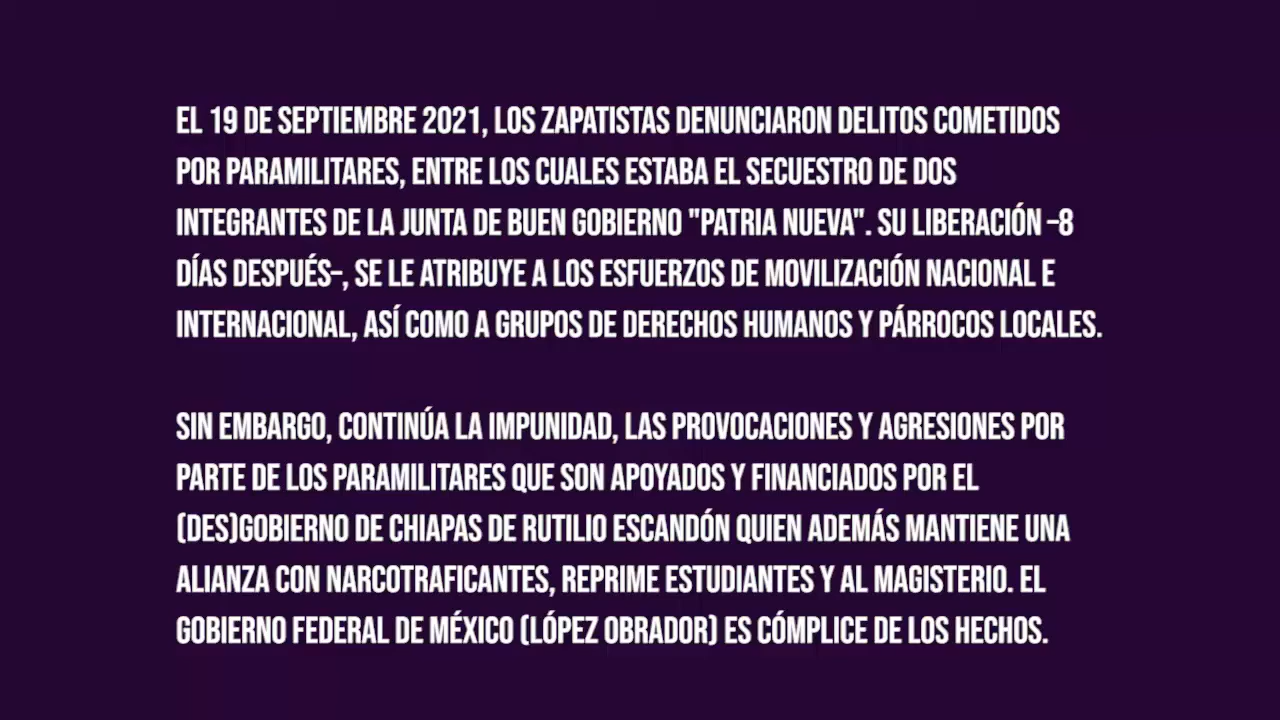 EL 19 DE SEPTIEMBRE 2021, LOS ZAPATISTAS DENUNCIARON DELITOS COMETIDOS
POR PARAMILITARES, ENTRE LOS CUALES ESTABA EL SECUESTRO DE DOS
INTEGRANTES DE LA JUNTA DE BUEN GOBIERNO "PATRIA NUEVA". SU LIBERACIÓN –8
DÍAS DESPUÉS–, SE LE ATRIBUYE A LOS ESFUERZOS DE MOVILIZACIÓN NACIONAL E
INTERNACIONAL, ASÍ COMO A GRUPOS DE DERECHOS HUMANOS Y PÁRROCOS LOCALES.
SIN EMBARGO, CONTINÚA LA IMPUNIDAD, LAS PROVOCACIONES Y AGRESIONES POR
PARTE DE LOS PARAMILITARES QUE SON APOYADOS Y FINANCIADOS POR EL
(DES)GOBIERNO DE CHIAPAS DE RUTILIO ESCANDÓN QUIEN ADEMÁS MANTIENE UNA
ALIANZA CON NARCOTRAFICANTES, REPRIME ESTUDIANTES Y AL MAGISTERIO. EL
GOBIERNO FEDERAL DE MÉXICO (LÓPEZ OBRADOR) ES CÓMPLICE DE LOS HECHOS.